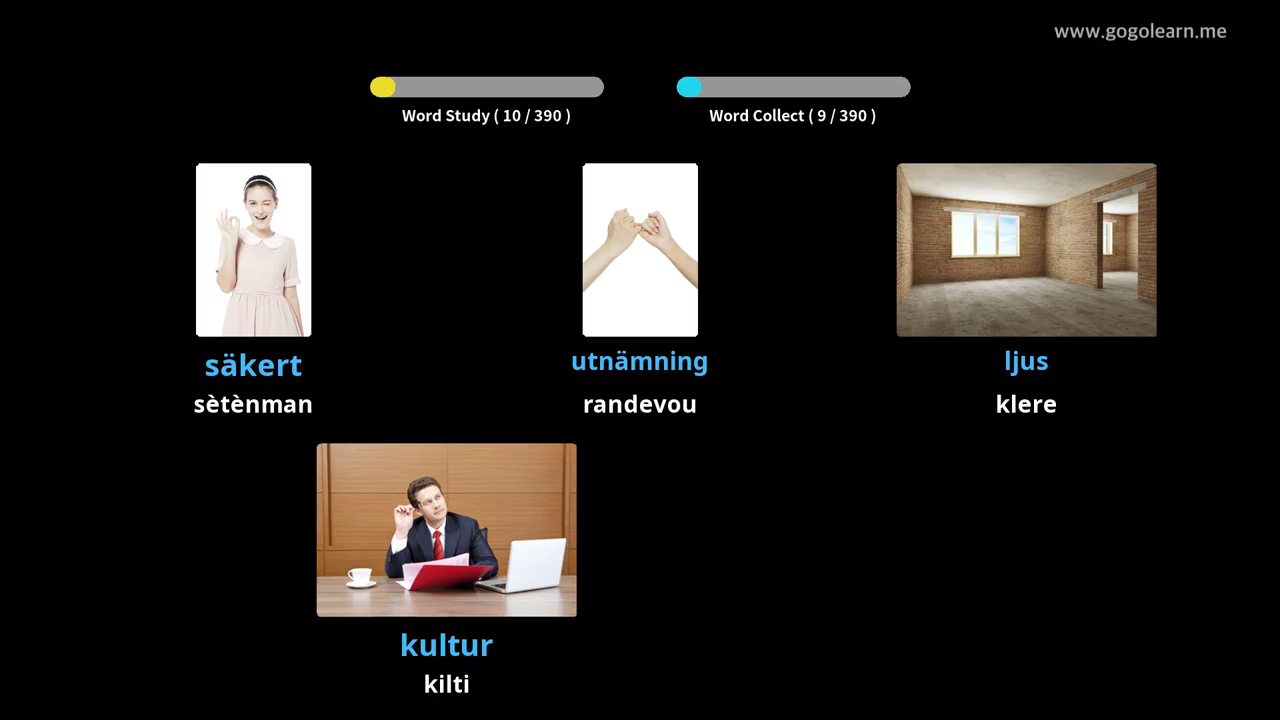 www.gogolearn.me
Word Study ( 10 / 390 )
Word Collect ( 9 / 390 )
säkert
utnämning
ljus
sètènman
randevou
klere
kultur
kilti